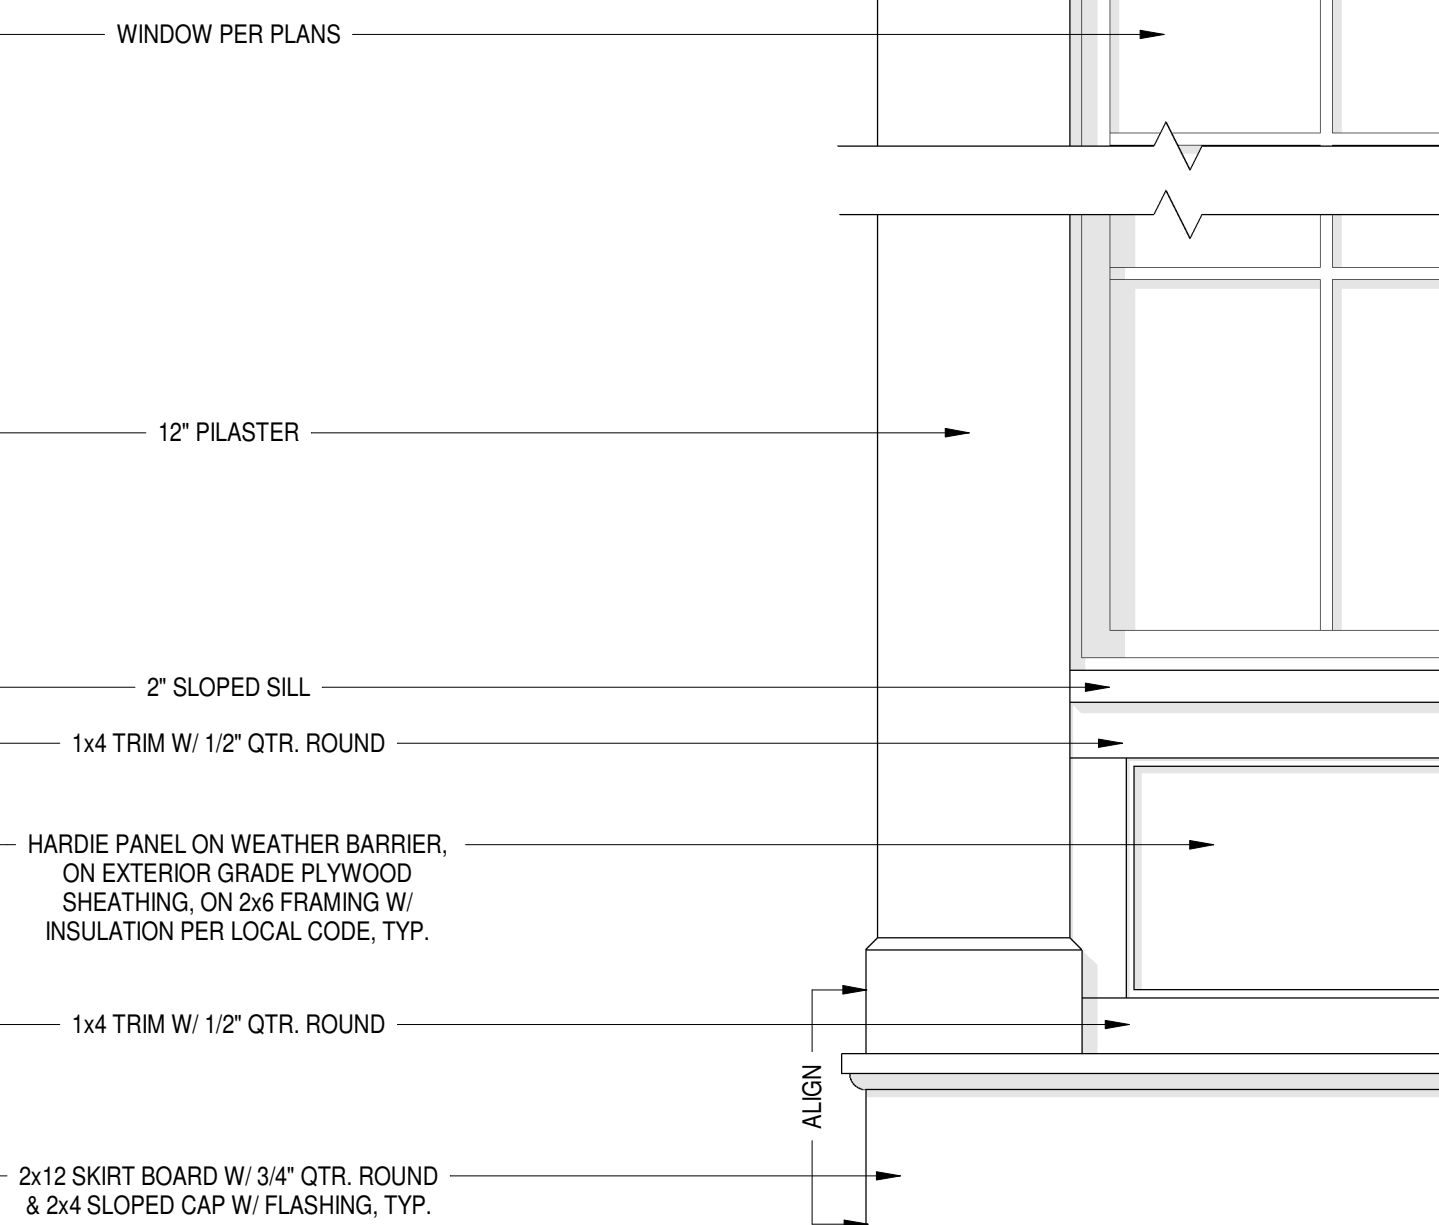 WINDOW PER PLANS
12" PILASTER
2" SLOPED SILL
1x4 TRIM W/ 1/2" QTR. ROUND
HARDIE PANEL ON WEATHER BARRIER,
ON EXTERIOR GRADE PLYWOOD
SHEATHING, ON 2x6 FRAMING W/
INSULATION PER LOCAL CODE, TYP.
1x4 TRIM W/ 1/2" QTR. ROUND
ALIGN
2x12 SKIRT BOARD W/ 3/4" QTR. ROUND
& 2x4 SLOPED CAP W/ FLASHING, TYP.